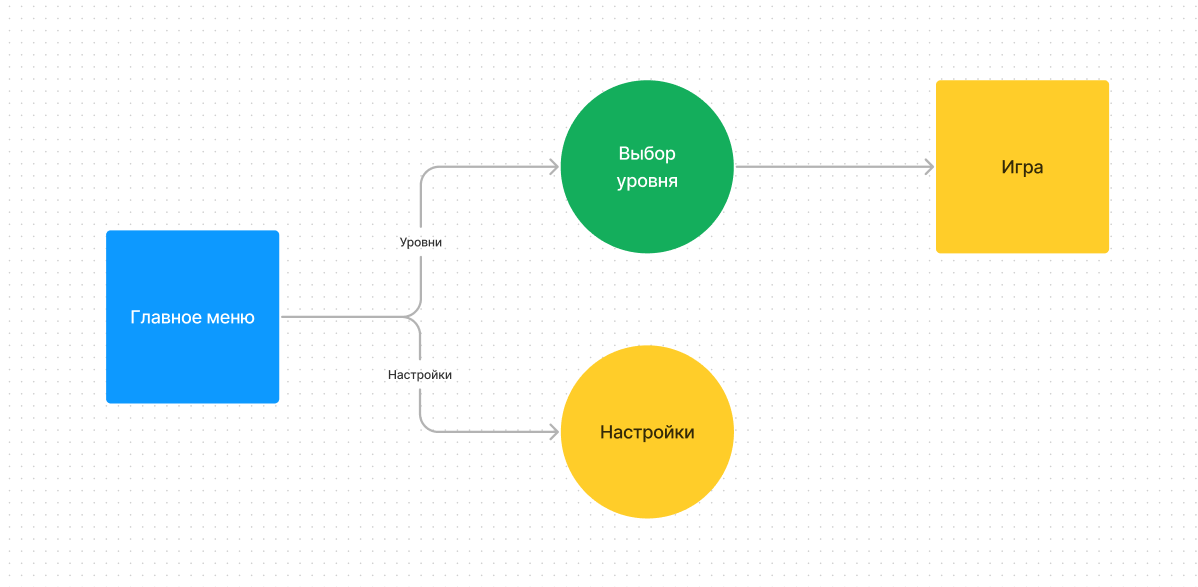 Выбор
уровня
Игра
Уровни
Главное меню
Настройки
Настройки